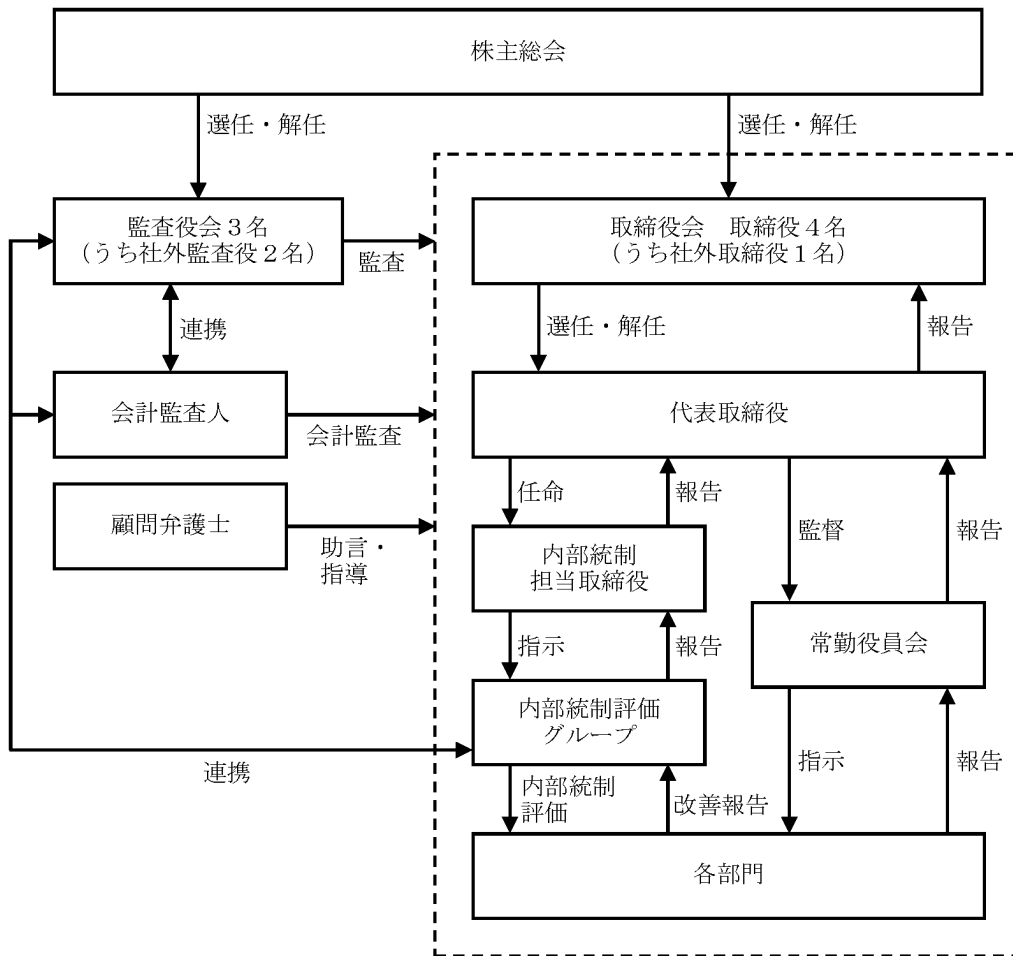 株主総会
選任・解任
選任・解任
監査役会３名
（うち社外監査役２名）
監査
取締役会　取締役４名
（うち社外取締役１名）
連携
選任・解任
報告
会計監査人
会計監査
代表取締役
顧問弁護士
助言・
指導
任命
報告
監督
報告
内部統制
担当取締役
指示
報告
常勤役員会
内部統制評価
グループ
連携
内部統制
評価
改善報告
指示
報告
各部門